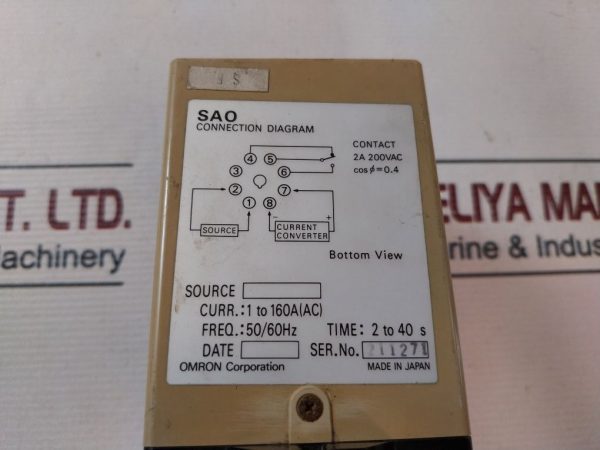 S
SAO
CONNECTION DIAGRAM
CONTACT
2A 200VAC
cos φ=0.4
4 5
3 6
2 7
1 8
SOURCE
- +
CURRENT
CONVERTER
Bottom View
SOURCE
CURR.:1 to 160A(AC)
FREQ.:50/60Hz TIME: 2 to 40 s
DATE SER.No. 211271
OMRON Corporation MADE IN JAPAN
T. LTD.
Machinery
ELIYA MA
rine & Indus